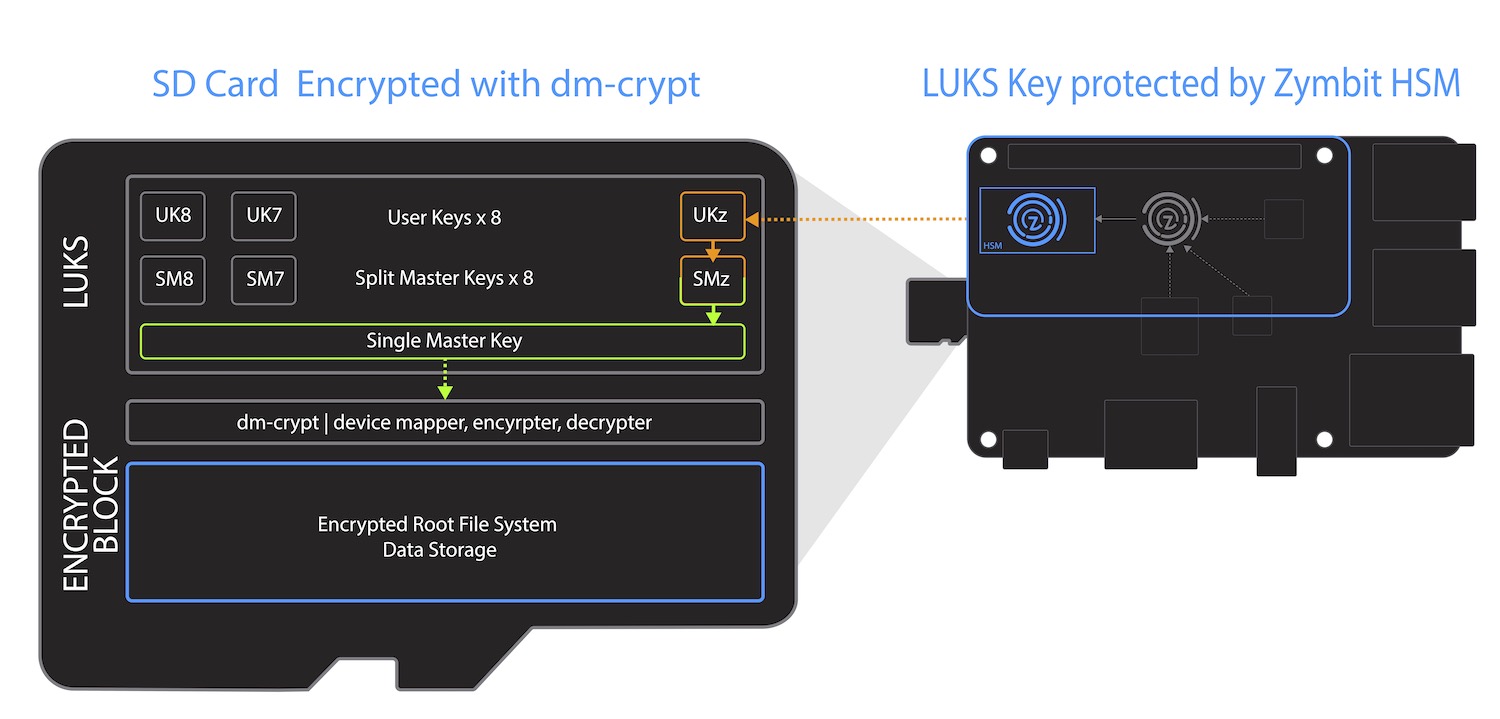 SD Card  Encrypted with dm-crypt
LUKS Key protected by Zymbit HSM
LUKS
UK8
UK7
User Keys x 8
UKz
SM8
SM7
Split Master Keys x 8
SMz
Single Master Key
ENCRYPTED
BLOCK
dm-crypt | device mapper, encyrpter, decrypter
Encrypted Root File System
Data Storage
Z
HSM
Z